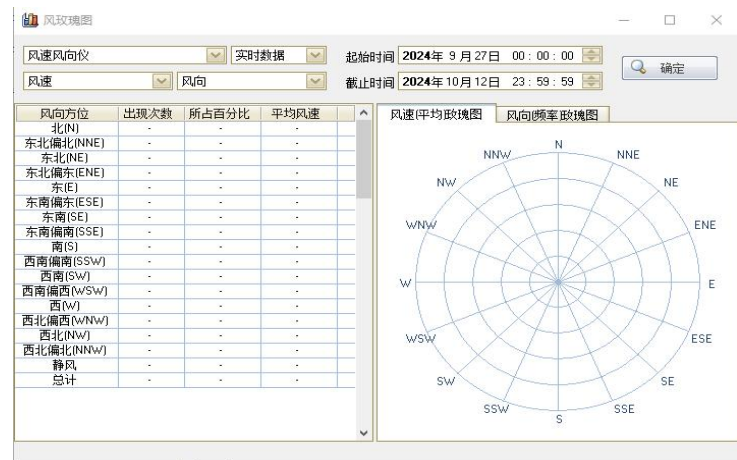 风玫瑰图
风速风向仪 实时数据 起始时间 2024年 9月27日 00:00:00
风速 风向 截止时间 2024年10月12日 23:59:59
确定
风向方位 出现次数 所占百分比 平均风速
北(N) - - -
东北偏北(NNE) - - -
东北(NE) - - -
东北偏东(ENE) - - -
东(E) - - -
东南偏东(ESE) - - -
东南(SE) - - -
东南偏南(SSE) - - -
南(S) - - -
西南偏南(SSW) - - -
西南(SW) - - -
西南偏西(WSW) - - -
西(W) - - -
西北偏西(WNW) - - -
西北(NW) - - -
西北偏北(NNW) - - -
静风 - - -
总计 - - -
风速(平均)玫瑰图 风向(频率)玫瑰图
N
NNW NNE
NW NE
WNW ENE
W E
WSW ESE
SW SE
SSW SSE
S